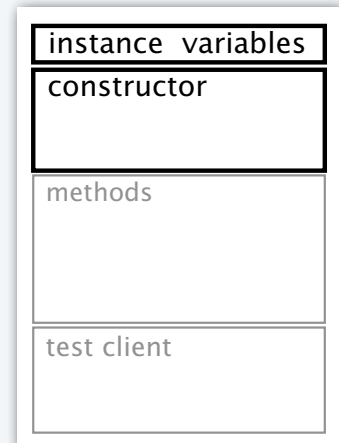 instance variables
constructor
methods
test client